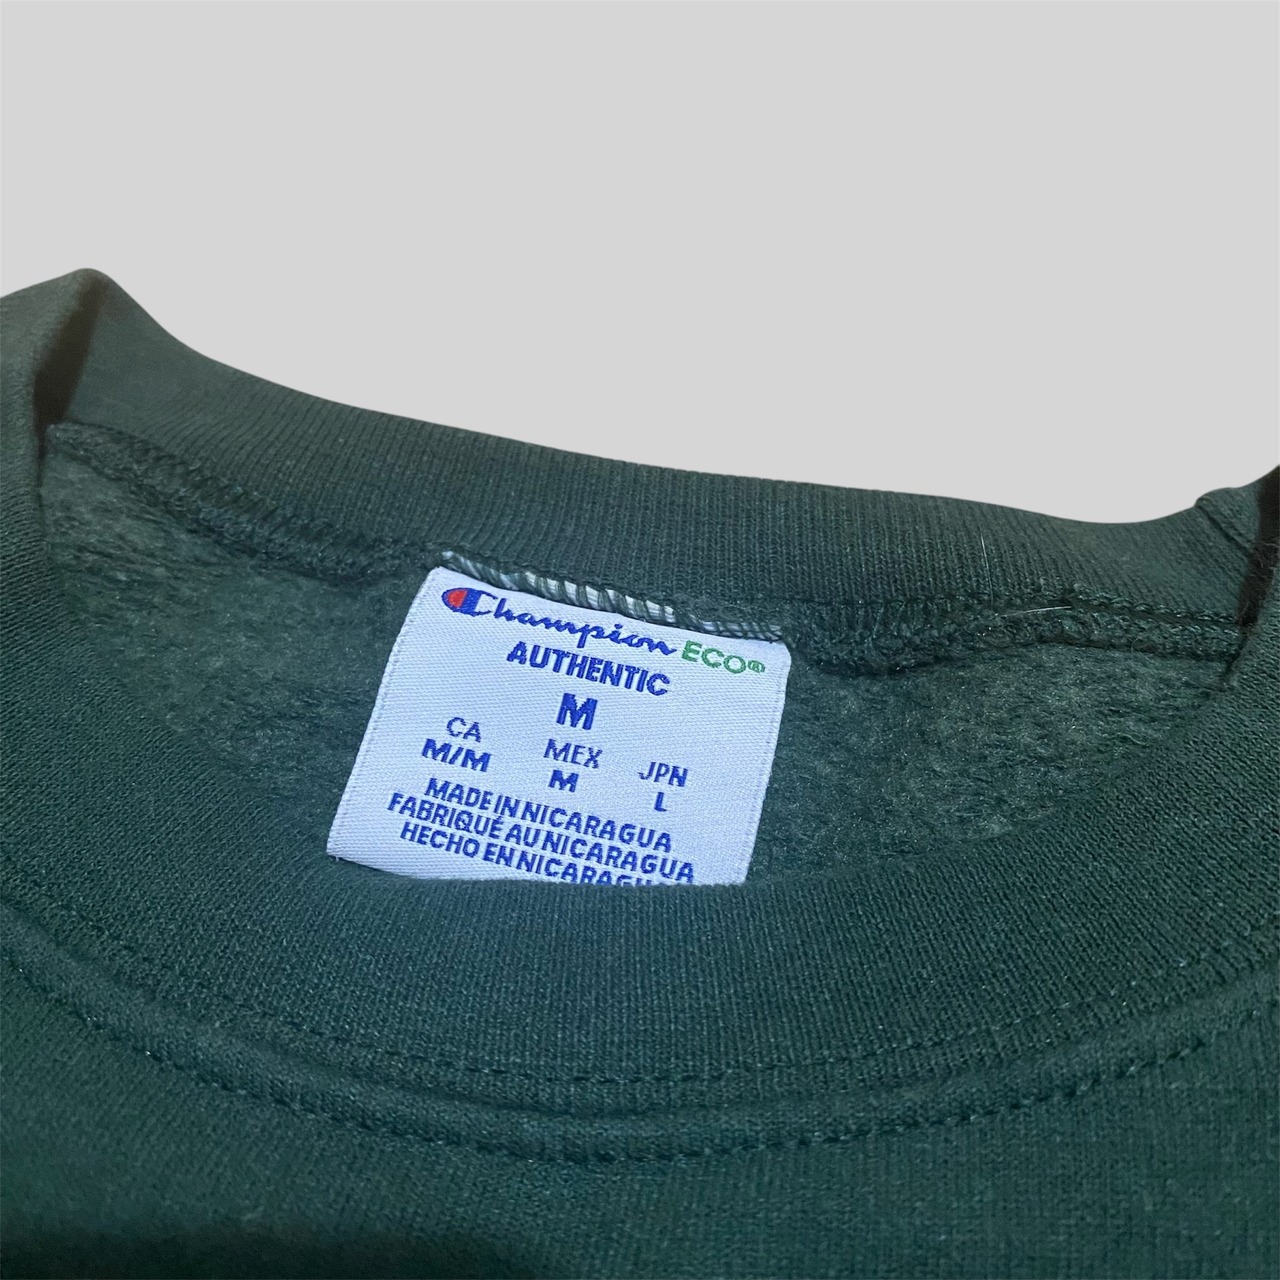 Champion ECO®
AUTHENTIC
M
CA MEX JPN
M/M M L
MADE IN NICARAGUA
FABRIQUÉ AU NICARAGUA
HECHO EN NICARAGUA